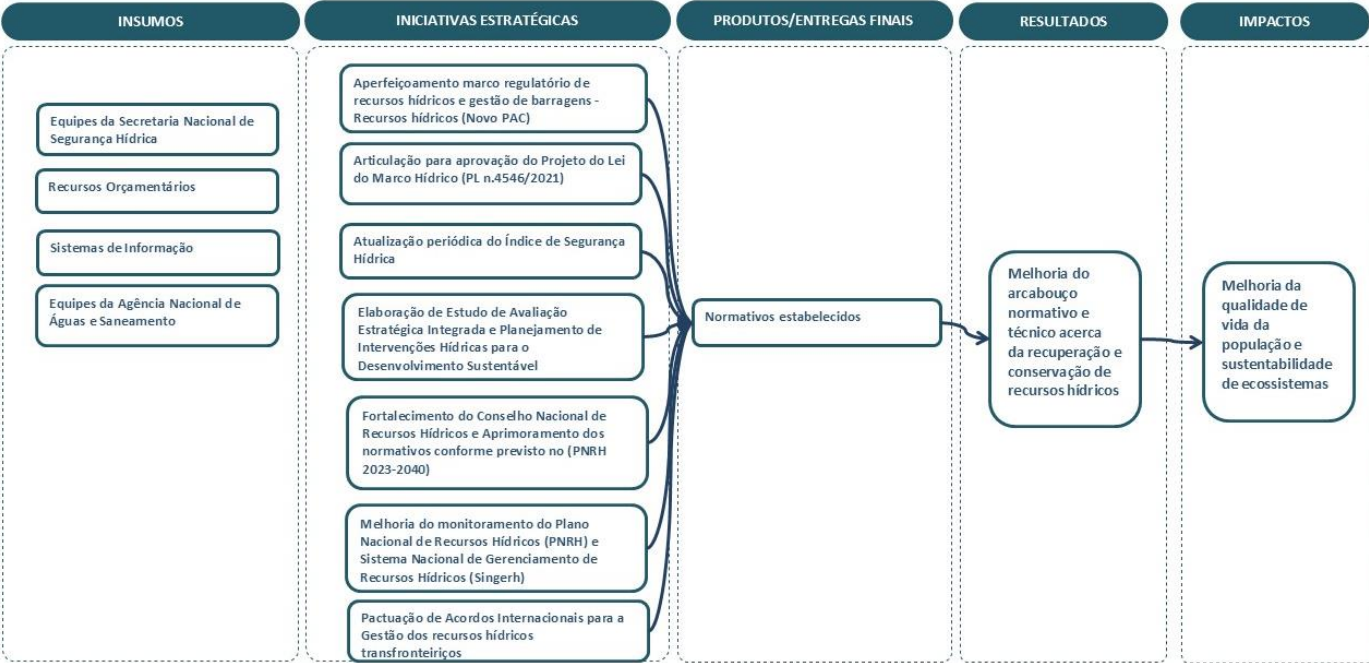 INSUMOS
INICIATIVAS ESTRATÉGICAS
PRODUTOS/ENTREGAS FINAIS
RESULTADOS
IMPACTOS
Equipes da Secretaria Nacional de
Segurança Hídrica
Recursos Orçamentários
Sistemas de Informação
Equipes da Agência Nacional de
Águas e Saneamento
Aperfeiçoamento marco regulatório de
recursos hídricos e gestão de barragens -
Recursos hídricos (Novo PAC)
Articulação para aprovação do Projeto do Lei
do Marco Hídrico (PL n.4546/2021)
Atualização periódica do Índice de Segurança
Hídrica
Elaboração de Estudo de Avaliação
Estratégica Integrada e Planejamento de
Intervenções Hídricas para o
Desenvolvimento Sustentável
Fortalecimento do Conselho Nacional de
Recursos Hídricos e Aprimoramento dos
normativos conforme previsto no (PNRH
2023-2040)
Melhoria do monitoramento do Plano
Nacional de Recursos Hídricos (PNRH) e
Sistema Nacional de Gerenciamento de
Recursos Hídricos (Singerh)
Pactuação de Acordos Internacionais para a
Gestão dos recursos hídricos
transfronteiriços
Normativos estabelecidos
Melhoria do
arcabouço
normativo e
técnico acerca
da recuperação e
conservação de
recursos hídricos
Melhoria da
qualidade de
vida da
população e
sustentabilidade
de ecossistemas